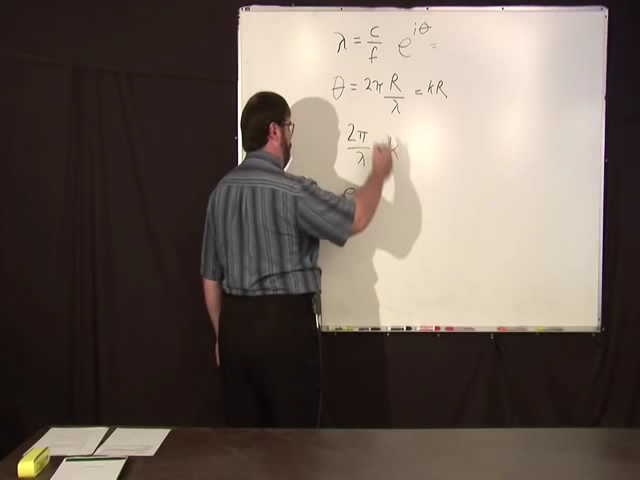 λ = c/f e^{iθ} =
θ = 2π R/λ = kR
2π/λ k
e